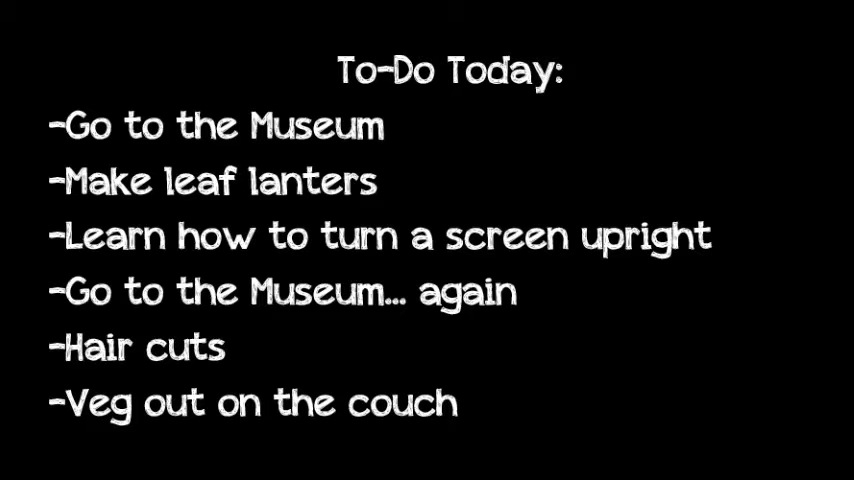 To-Do Today:
-Go to the Museum
-Make leaf lanters
-Learn how to turn a screen upright
-Go to the Museum... again
-Hair cuts
-Veg out on the couch